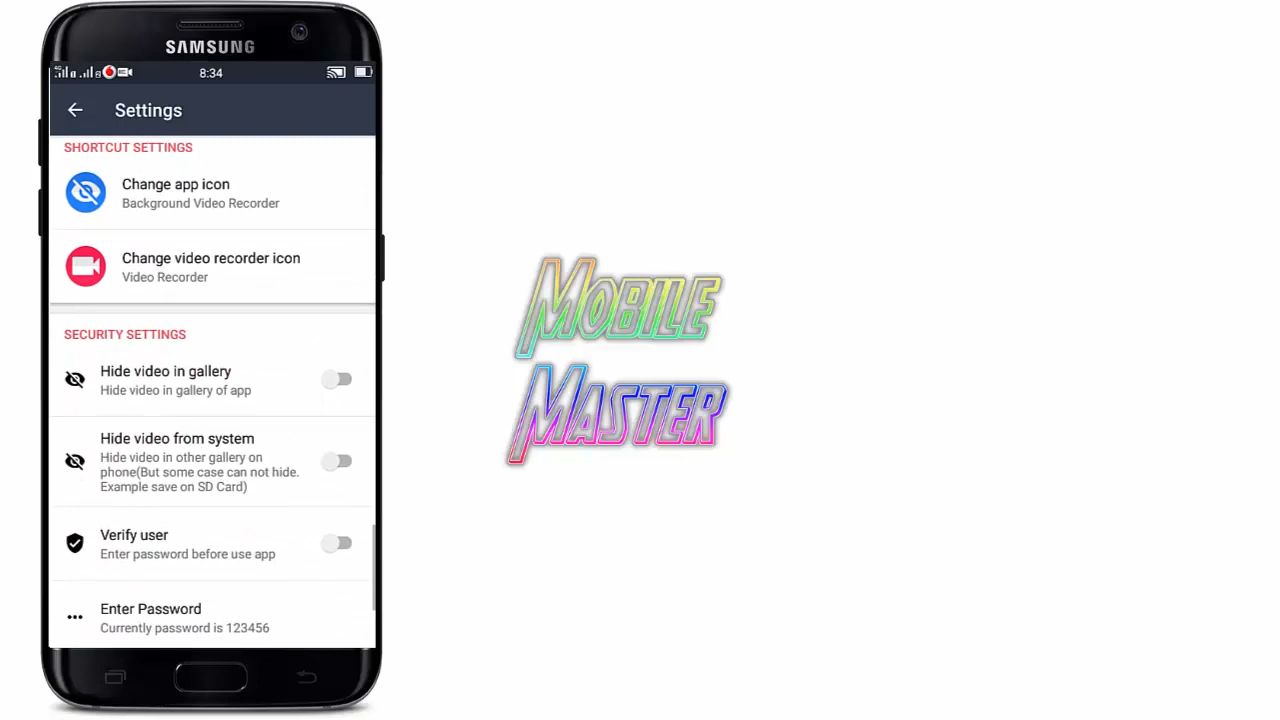 SAMSUNG
8:34
Settings
SHORTCUT SETTINGS
Change app icon
Background Video Recorder
Change video recorder icon
Video Recorder
SECURITY SETTINGS
Hide video in gallery
Hide video in gallery of app
Hide video from system
Hide video in other gallery on
phone(But some case can not hide.
Example save on SD Card)
Verify user
Enter password before use app
Enter Password
Currently password is 123456
MOBILE
MASTER